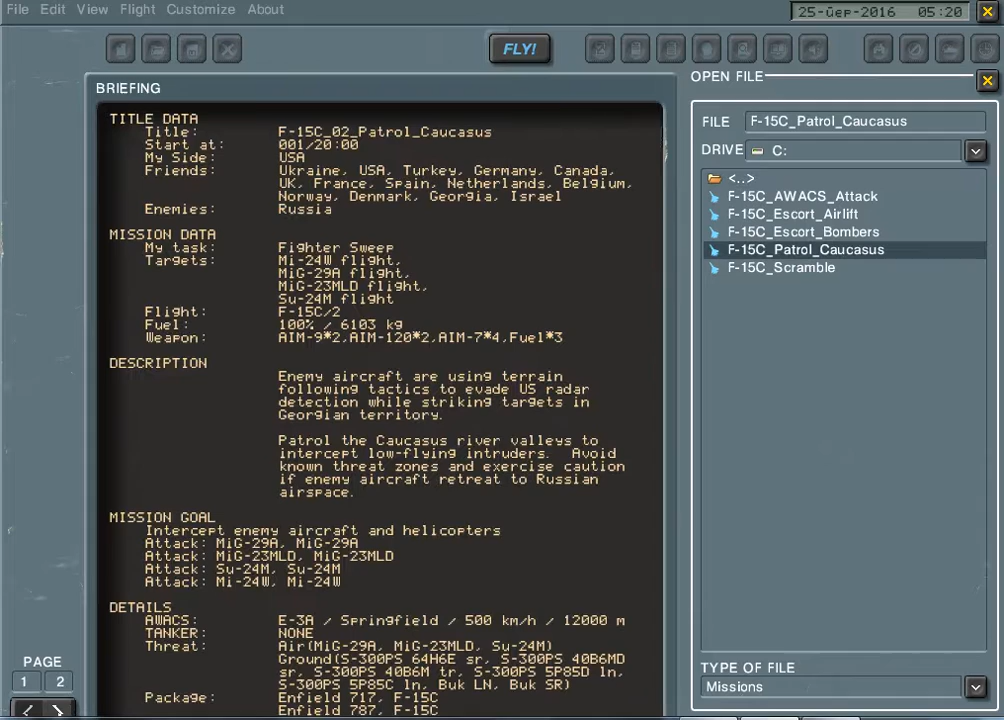 File Edit View Flight Customize About
25-üep-2016 05:20
FLY!
BRIEFING
TITLE DATA
Title: F-15C_02_Patrol_Caucasus
Start at: 001/20:00
My Side: USA
Friends: Ukraine, USA, Turkey, Germany, Canada,
UK, France, Spain, Netherlands, Belgium,
Norway, Denmark, Georgia, Israel
Enemies: Russia
MISSION DATA
My task: Fighter Sweep
Targets: Mi-24W flight,
MiG-29A flight,
MiG-23MLD flight,
Su-24M flight
Flight: F-15C/2
Fuel: 100% / 6103 kg
Weapon: AIM-9*2,AIM-120*2,AIM-7*4,Fuel*3
DESCRIPTION
Enemy aircraft are using terrain
following tactics to evade US radar
detection while striking targets in
Georgian territory.
Patrol the Caucasus river valleys to
intercept low-flying intruders. Avoid
known threat zones and exercise caution
if enemy aircraft retreat to Russian
airspace.
MISSION GOAL
Intercept enemy aircraft and helicopters
Attack: MiG-29A, MiG-29A
Attack: MiG-23MLD, MiG-23MLD
Attack: Su-24M, Su-24M
Attack: Mi-24W, Mi-24W
DETAILS
AWACS: E-3A / Springfield / 500 km/h / 12000 m
TANKER: NONE
Threat: Air(MiG-29A, MiG-23MLD, Su-24M)
Ground(S-300PS 64H6E sr, S-300PS 40B6MD
sr, S-300PS 40B6M tr, S-300PS 5P85D ln,
S-300PS 5P85C ln, Buk LN, Buk SR)
Package: Enfield 717, F-15C
Enfield 787, F-15C
PAGE
1 2
< >
OPEN FILE
FILE F-15C_Patrol_Caucasus
DRIVE C:
<..>
F-15C_AWACS_Attack
F-15C_Escort_Airlift
F-15C_Escort_Bombers
F-15C_Patrol_Caucasus
F-15C_Scramble
TYPE OF FILE
Missions